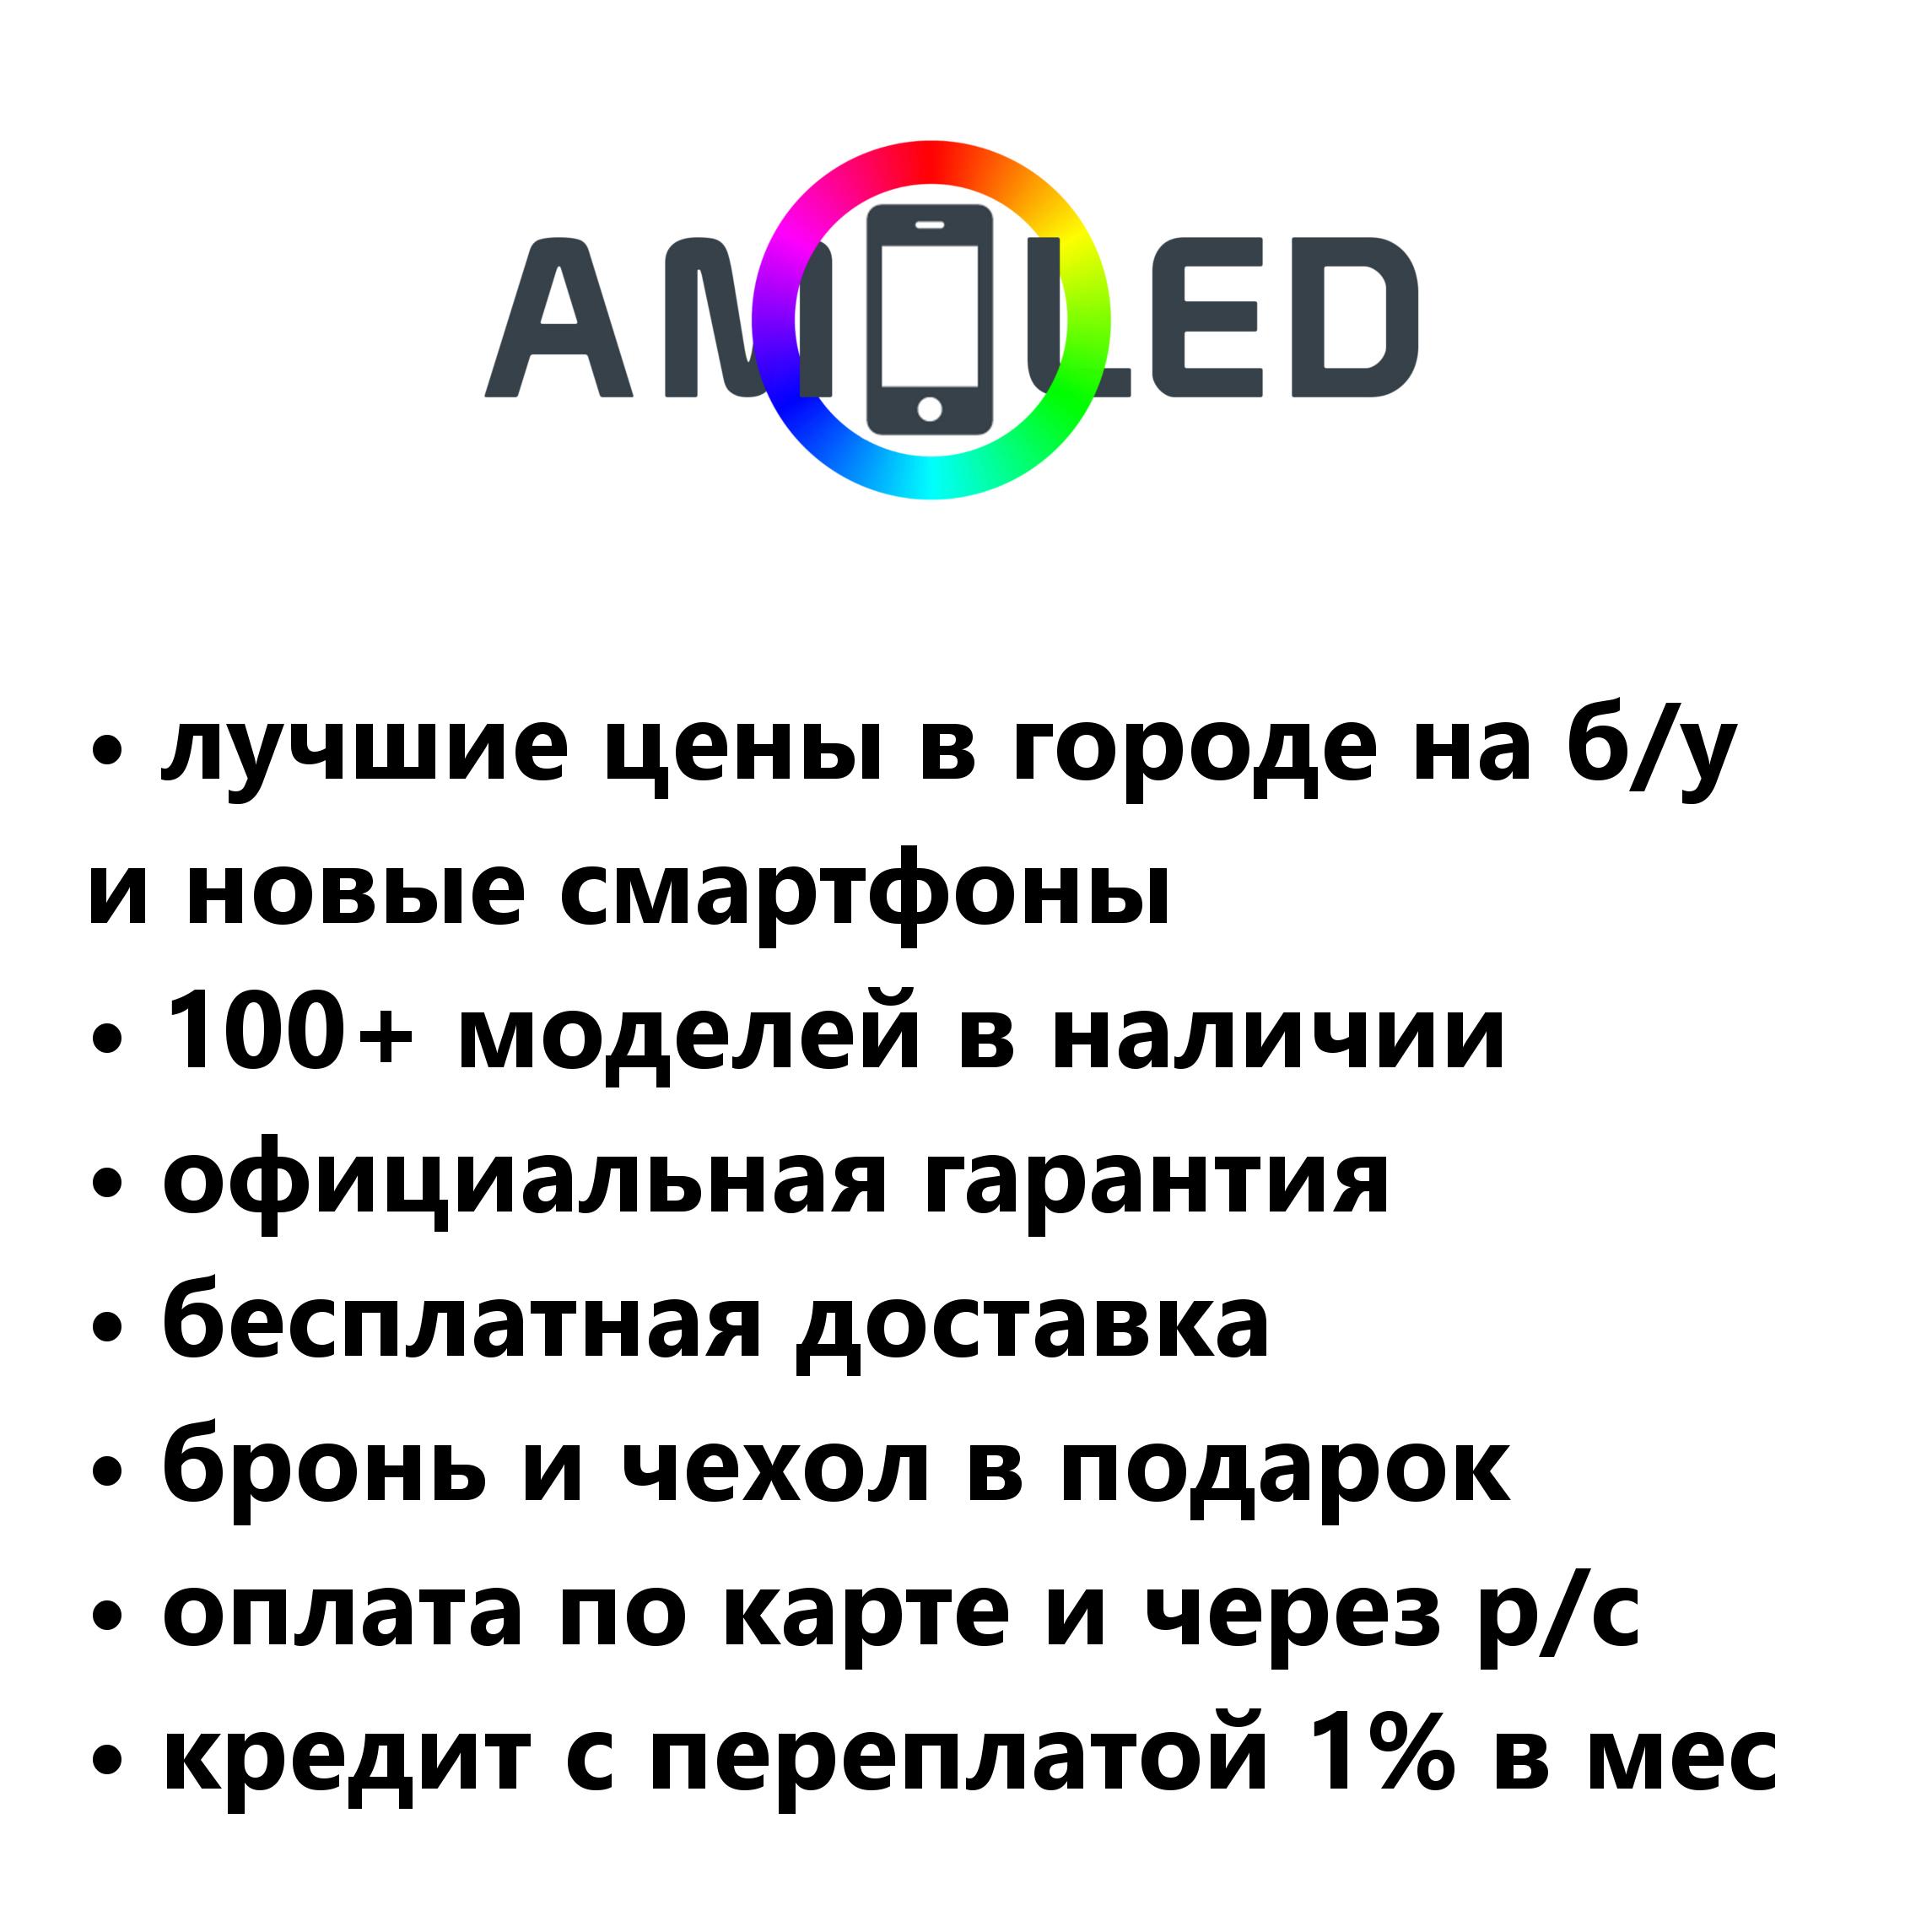 AMOLED
• лучшие цены в городе на б/у
и новые смартфоны
• 100+ моделей в наличии
• официальная гарантия
• бесплатная доставка
• бронь и чехол в подарок
• оплата по карте и через р/с
• кредит с переплатой 1% в мес